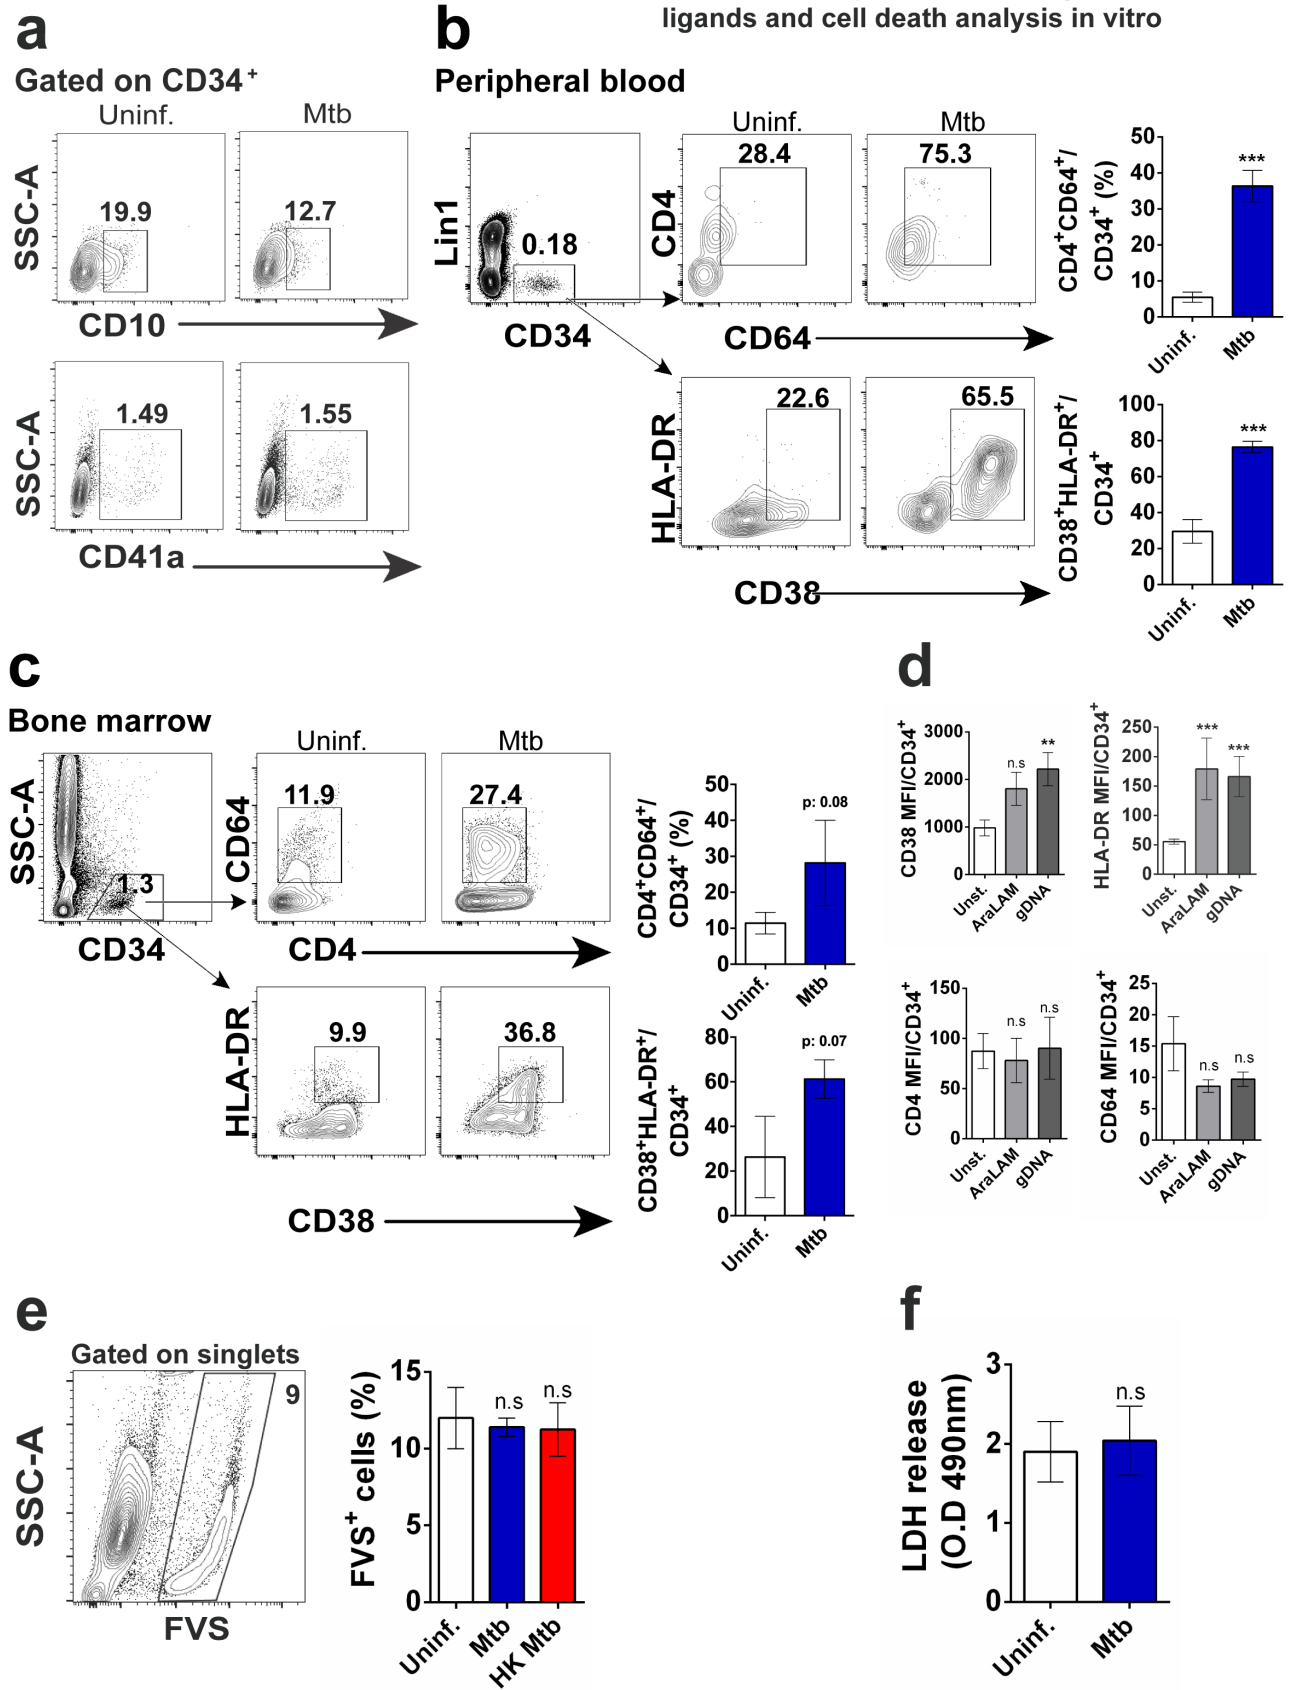 ligands and cell death analysis in vitro
a
Gated on CD34+
Uninf.
Mtb
SSC-A
19.9
12.7
CD10
SSC-A
1.49
1.55
CD41a
b
Peripheral blood
Lin1
0.18
CD34
Uninf.
Mtb
CD4
28.4
75.3
CD64
HLA-DR
22.6
65.5
CD38
CD4+CD64+/
CD34+ (%)
50
40
30
20
10
0
***
Uninf.
Mtb
CD38+HLA-DR+/
CD34+
100
80
60
40
20
0
***
Uninf.
Mtb
c
Bone marrow
SSC-A
1.3
CD34
Uninf.
Mtb
CD64
11.9
27.4
CD4
HLA-DR
9.9
36.8
CD38
CD4+CD64+/
CD34+ (%)
50
40
30
20
10
0
p: 0.08
Uninf.
Mtb
CD38+HLA-DR+/
CD34+
80
60
40
20
0
p: 0.07
Uninf.
Mtb
d
CD38 MFI/CD34+
3000
2000
1000
0
n.s
**
Unst.
AraLAM
gDNA
HLA-DR MFI/CD34+
250
200
150
100
50
0
***
***
Unst.
AraLAM
gDNA
CD4 MFI/CD34+
150
100
50
0
n.s
n.s
Unst.
AraLAM
gDNA
CD64 MFI/CD34+
25
20
15
10
5
0
n.s
n.s
Unst.
AraLAM
gDNA
e
Gated on singlets
SSC-A
9
FVS
FVS+ cells (%)
15
10
5
0
n.s
n.s
Uninf.
Mtb
HK Mtb
f
LDH release
(O.D 490nm)
3
2
1
0
n.s
Uninf.
Mtb